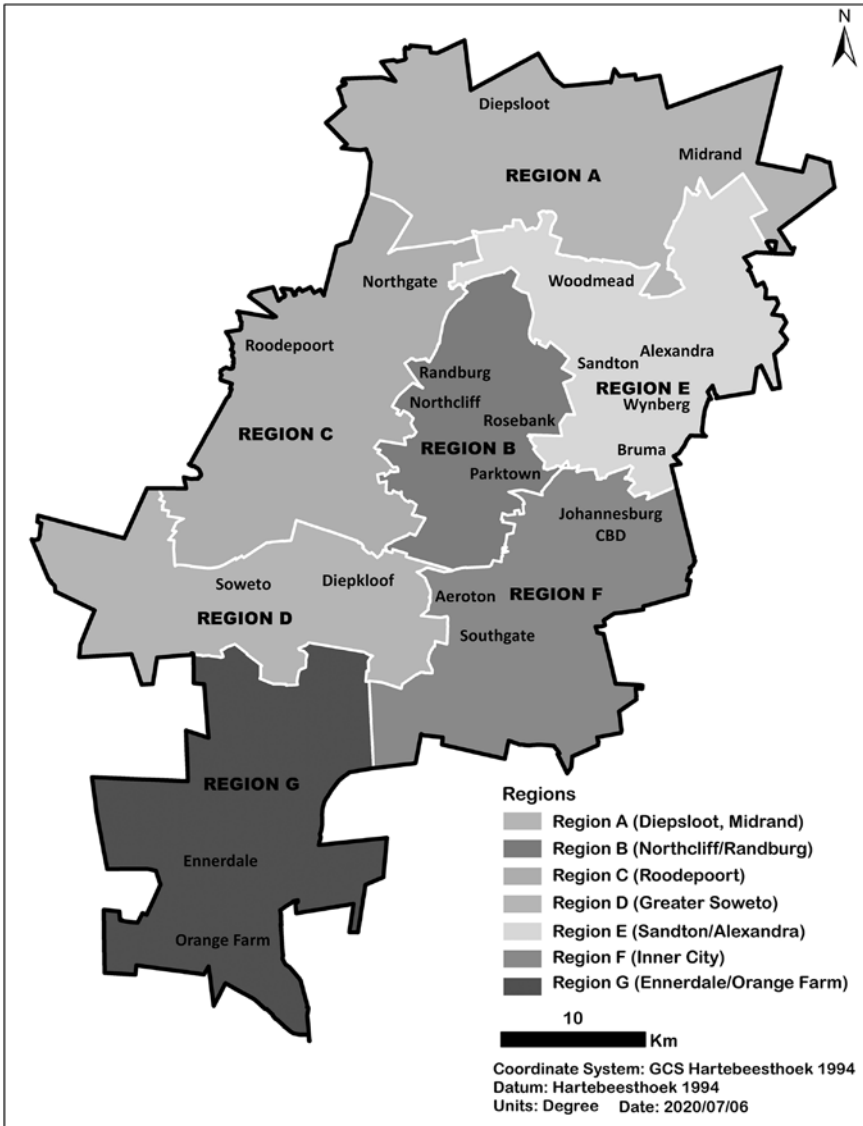 N
Diepsloot
Midrand
REGION A
Northgate
Woodmead
Roodepoort
Alexandra
Sandton
Randburg
REGION E
Northcliff
Wynberg
Rosebank
REGION C
REGION B
Bruma
Parktown
Johannesburg
CBD
Soweto
Diepkloof
Aeroton
REGION F
REGION D
Southgate
REGION G
Ennerdale
Orange Farm
Regions
Region A (Diepsloot, Midrand)
Region B (Northcliff/Randburg)
Region C (Roodepoort)
Region D (Greater Soweto)
Region E (Sandton/Alexandra)
Region F (Inner City)
Region G (Ennerdale/Orange Farm)
10
Km
Coordinate System: GCS Hartebeesthoek 1994
Datum: Hartebeesthoek 1994
Units: Degree Date: 2020/07/06